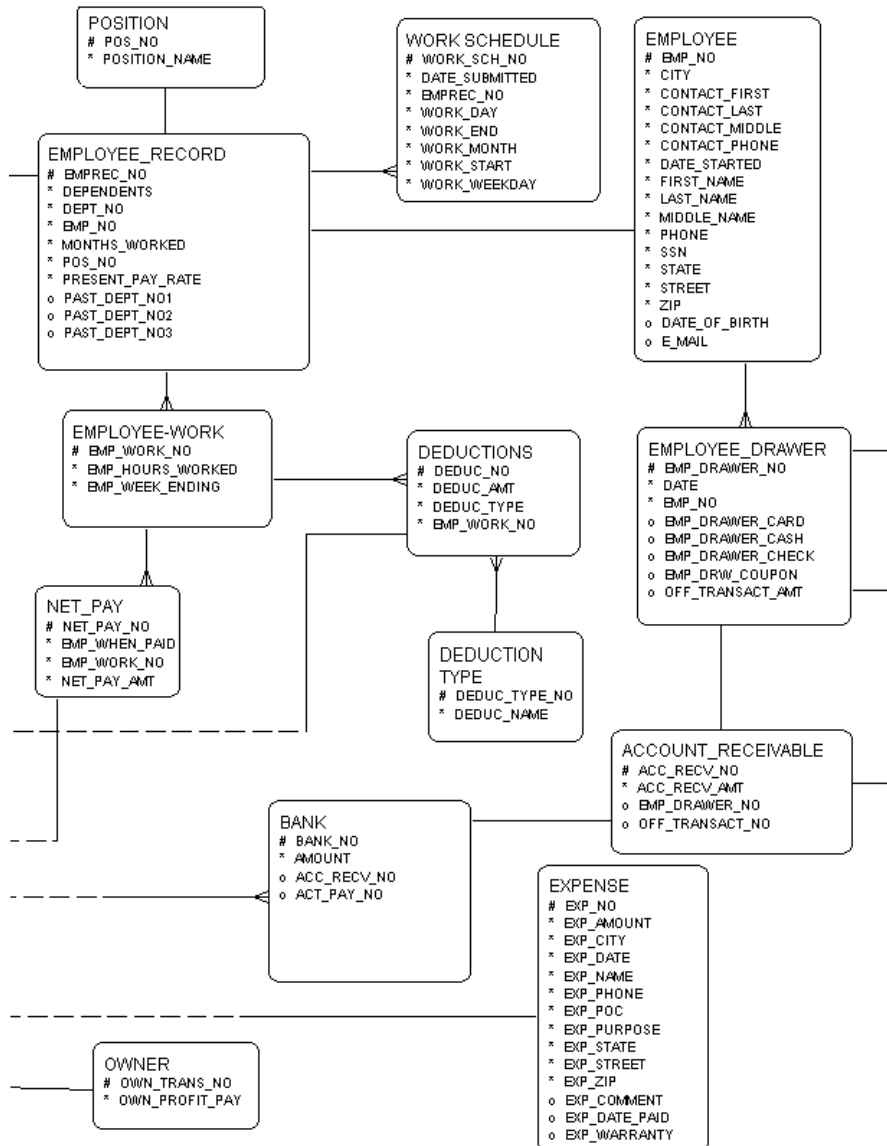 POSITION
# POS_NO
* POSITION_NAME
WORK SCHEDULE
# WORK_SCH_NO
* DATE_SUBMITTED
* EMPREC_NO
* WORK_DAY
* WORK_END
* WORK_MONTH
* WORK_START
* WORK_WEEKDAY
EMPLOYEE
# EMP_NO
* CITY
* CONTACT_FIRST
* CONTACT_LAST
* CONTACT_MIDDLE
* CONTACT_PHONE
* DATE_STARTED
* FIRST_NAME
* LAST_NAME
* MIDDLE_NAME
* PHONE
* SSN
* STATE
* STREET
* ZIP
o DATE_OF_BIRTH
o E_MAIL
EMPLOYEE_RECORD
# EMPREC_NO
* DEPENDENTS
* DEPT_NO
* EMP_NO
* MONTHS_WORKED
* POS_NO
* PRESENT_PAY_RATE
o PAST_DEPT_NO1
o PAST_DEPT_NO2
o PAST_DEPT_NO3
EMPLOYEE-WORK
# EMP_WORK_NO
* EMP_HOURS_WORKED
* EMP_WEEK_ENDING
DEDUCTIONS
# DEDUC_NO
* DEDUC_AMT
* DEDUC_TYPE
* EMP_WORK_NO
EMPLOYEE_DRAWER
# EMP_DRAWER_NO
* DATE
* EMP_NO
o EMP_DRAWER_CARD
o EMP_DRAWER_CASH
o EMP_DRAWER_CHECK
o EMP_DRW_COUPON
o OFF_TRANSACT_AMT
NET_PAY
# NET_PAY_NO
* EMP_WHEN_PAID
* EMP_WORK_NO
* NET_PAY_AMT
DEDUCTION
TYPE
# DEDUC_TYPE_NO
* DEDUC_NAME
ACCOUNT_RECEIVABLE
# ACC_RECV_NO
* ACC_RECV_AMT
o EMP_DRAWER_NO
o OFF_TRANSACT_NO
BANK
# BANK_NO
* AMOUNT
o ACC_RECV_NO
o ACT_PAY_NO
EXPENSE
# EXP_NO
* EXP_AMOUNT
* EXP_CITY
* EXP_DATE
* EXP_NAME
* EXP_PHONE
* EXP_POC
* EXP_PURPOSE
* EXP_STATE
* EXP_STREET
* EXP_ZIP
o EXP_COMMENT
o EXP_DATE_PAID
o EXP_WARRANTY
OWNER
# OWN_TRANS_NO
* OWN_PROFIT_PAY